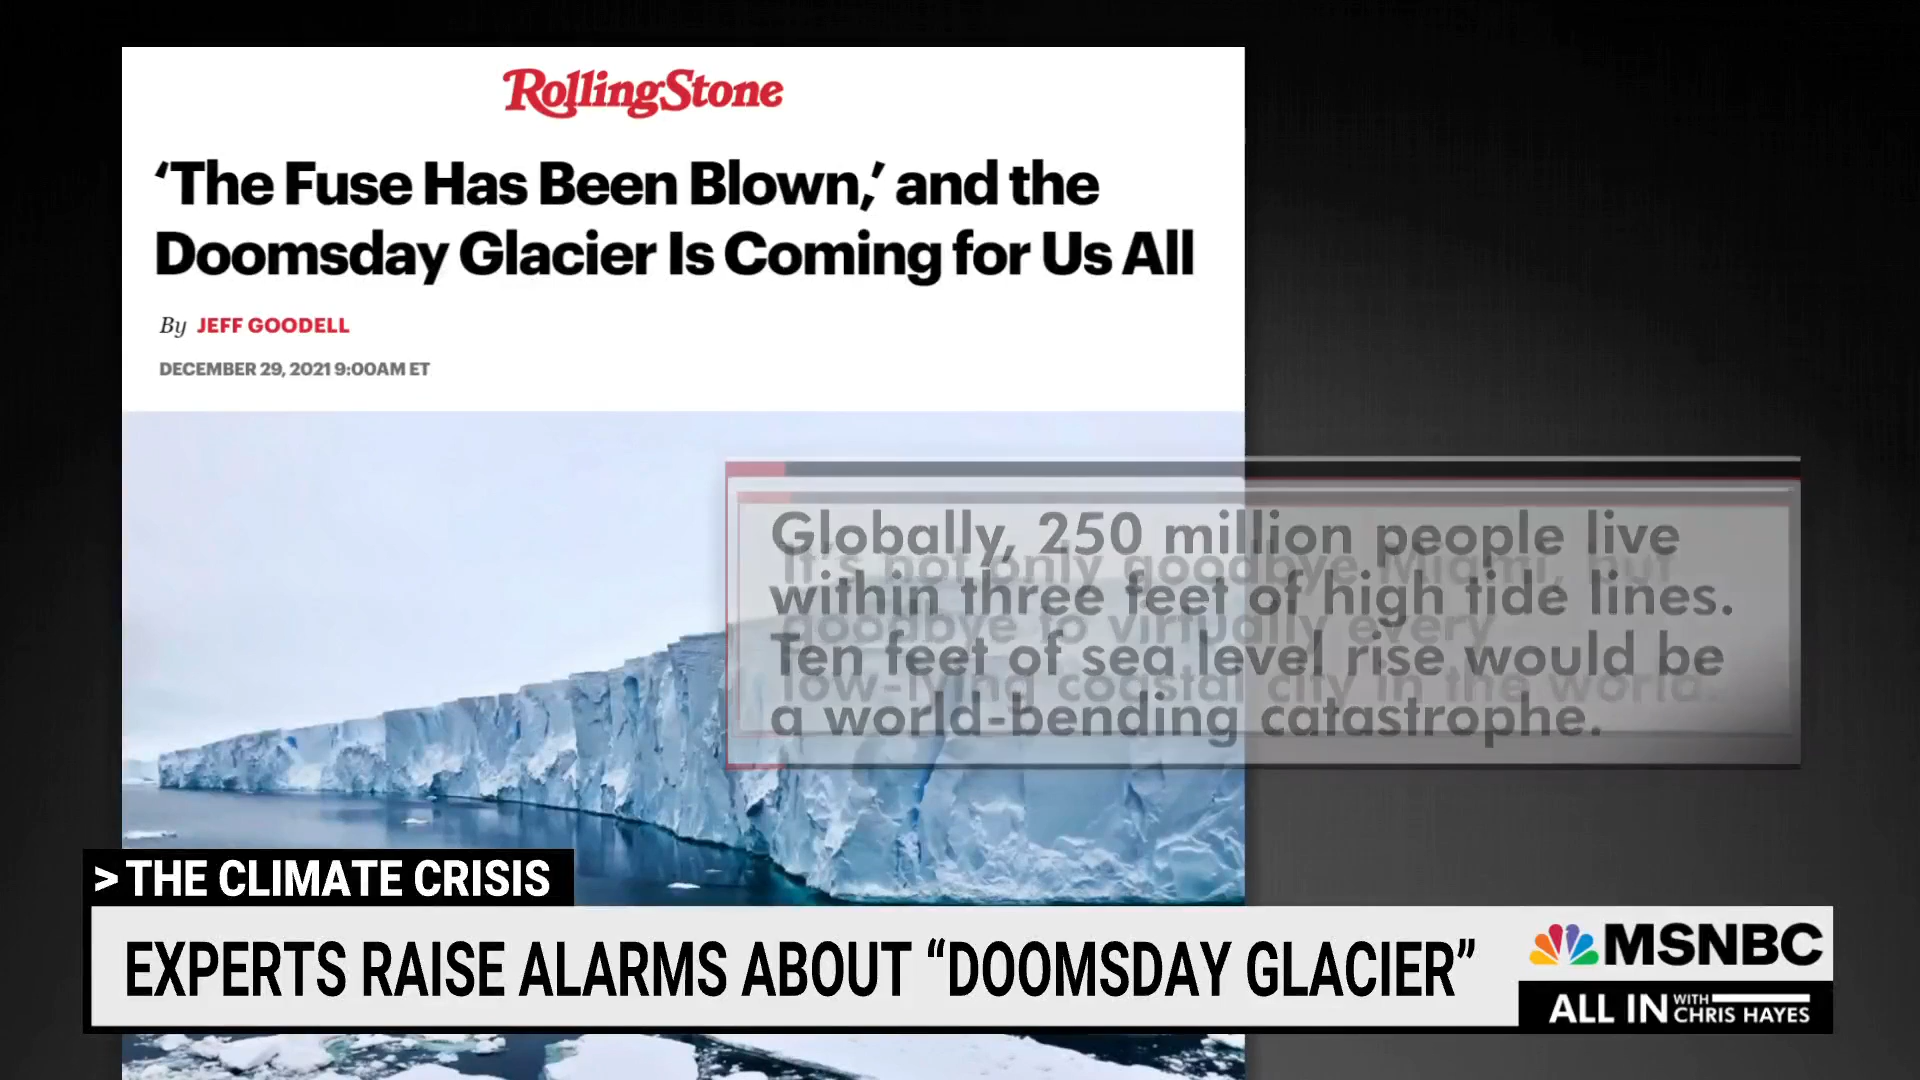 RollingStone
‘The Fuse Has Been Blown,’ and the
Doomsday Glacier Is Coming for Us All
By JEFF GOODELL
DECEMBER 29, 2021 9:00AM ET
Globally, 250 million people live
within three feet of high tide lines.
Ten feet of sea level rise would be
a world-bending catastrophe.
It's not only goodbye Miami, but
goodbye to virtually every
low-lying coastal city in the world.
> THE CLIMATE CRISIS
EXPERTS RAISE ALARMS ABOUT “DOOMSDAY GLACIER”
MSNBC
ALL IN WITH CHRIS HAYES